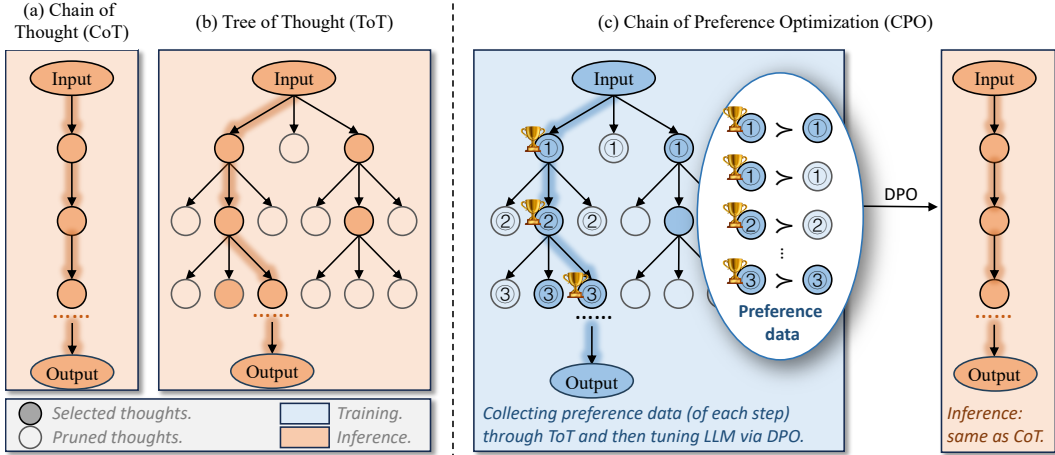 (a) Chain of
Thought (CoT)
Input
......
Output
(b) Tree of Thought (ToT)
Input
......
Output
Selected thoughts.
Pruned thoughts.
Training.
Inference.
(c) Chain of Preference Optimization (CPO)
Input
1 1 1
2 2 2
3 3 3
......
Output
1 ≻ 1
1 ≻ 1
2 ≻ 2
...
3 ≻ 3
Preference
data
Collecting preference data (of each step)
through ToT and then tuning LLM via DPO.
DPO
Input
......
Output
Inference:
same as CoT.